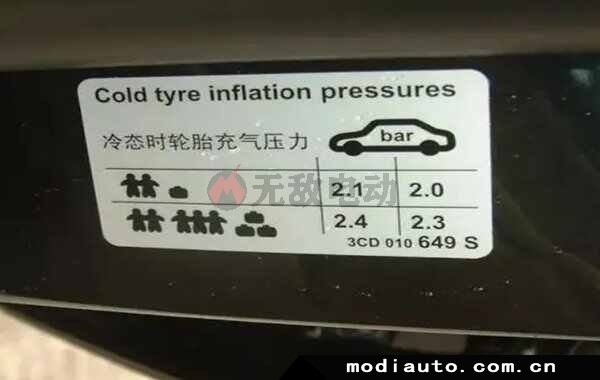 Cold tyre inflation pressures
冷态时轮胎充气压力
bar
无敌电动
2.1 2.0
2.4 2.3
3CD 010 649 S
modiauto.com.cn